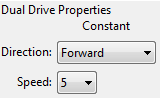 Dual Drive Properties
Constant
Direction: Forward
Speed: 5